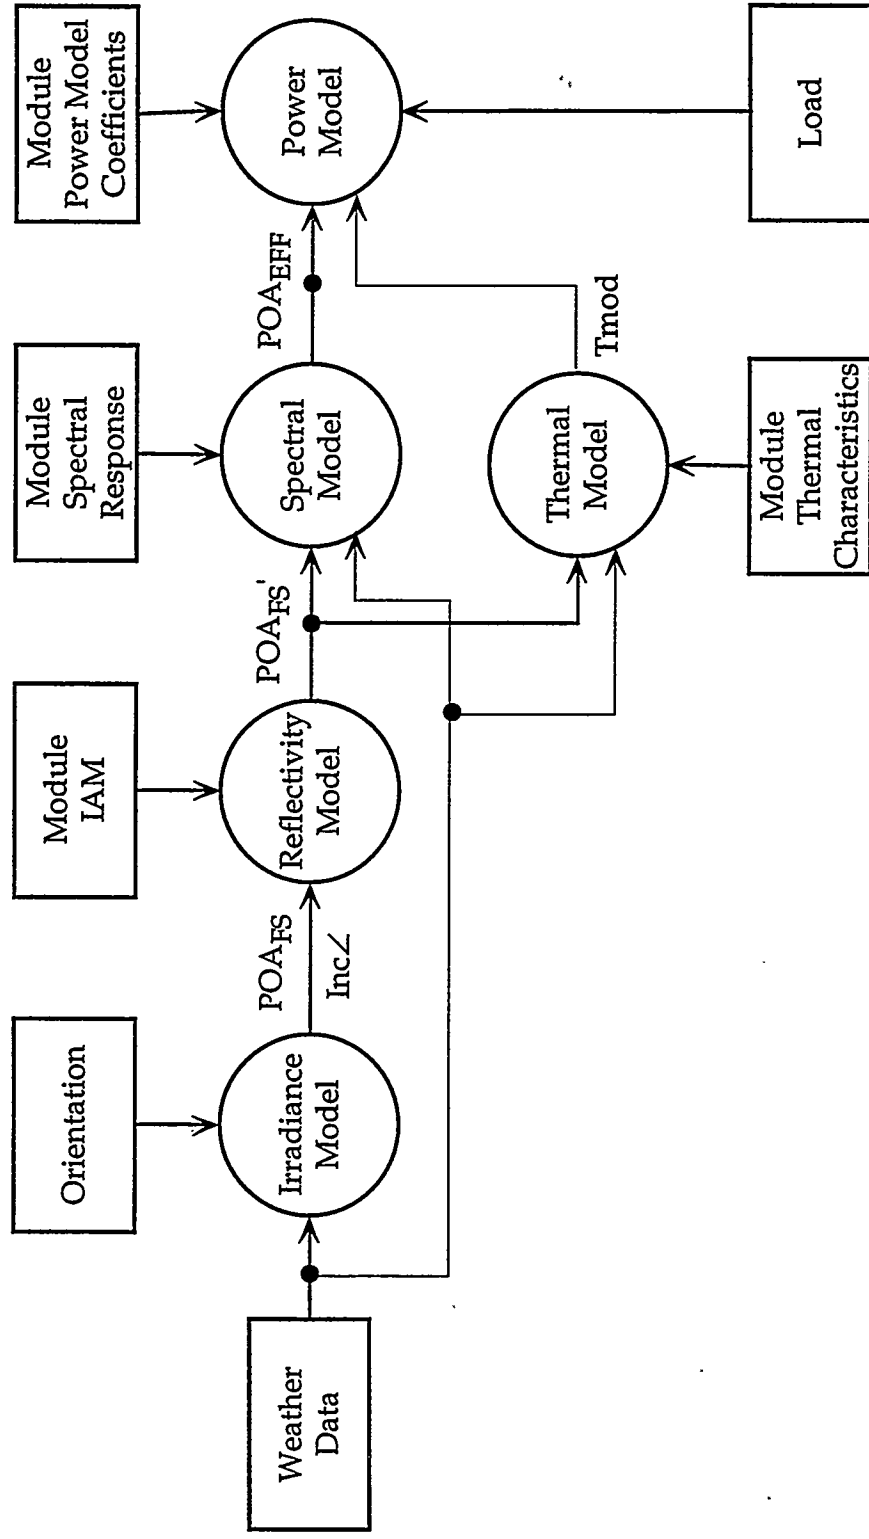 Orientation
Module
IAM
Module
Spectral
Response
Module
Power Model
Coefficients
Weather
Data
Irradiance
Model
POA_FS
Inc∠
Reflectivity
Model
POA_FS'
Spectral
Model
POA_EFF
Power
Model
Thermal
Model
Tmod
Module
Thermal
Characteristics
Load